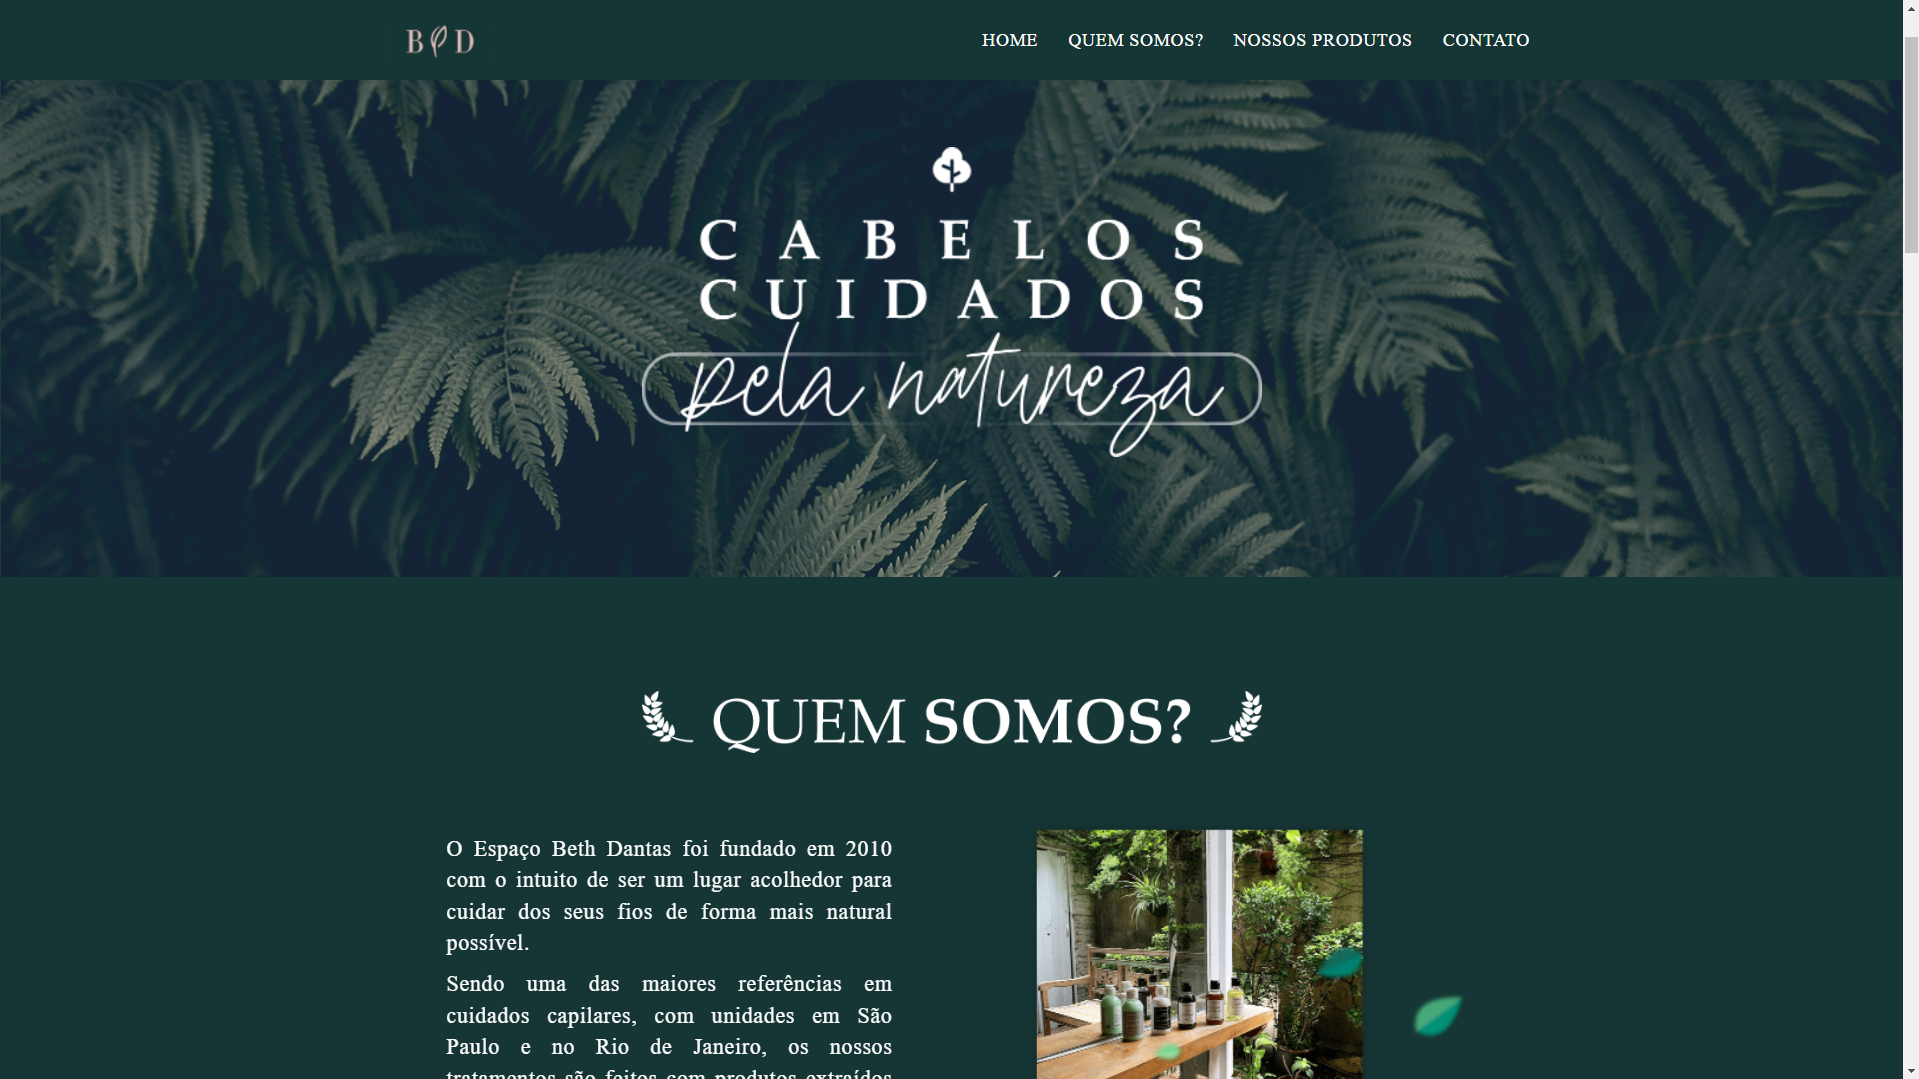 B D
HOME
QUEM SOMOS?
NOSSOS PRODUTOS
CONTATO
CABELOS
CUIDADOS
pela natureza
QUEM SOMOS?
O Espaço Beth Dantas foi fundado em 2010
com o intuito de ser um lugar acolhedor para
cuidar dos seus fios de forma mais natural
possível.
Sendo uma das maiores referências em
cuidados capilares, com unidades em São
Paulo e no Rio de Janeiro, os nossos
tratamentos são feitos com produtos extraídos